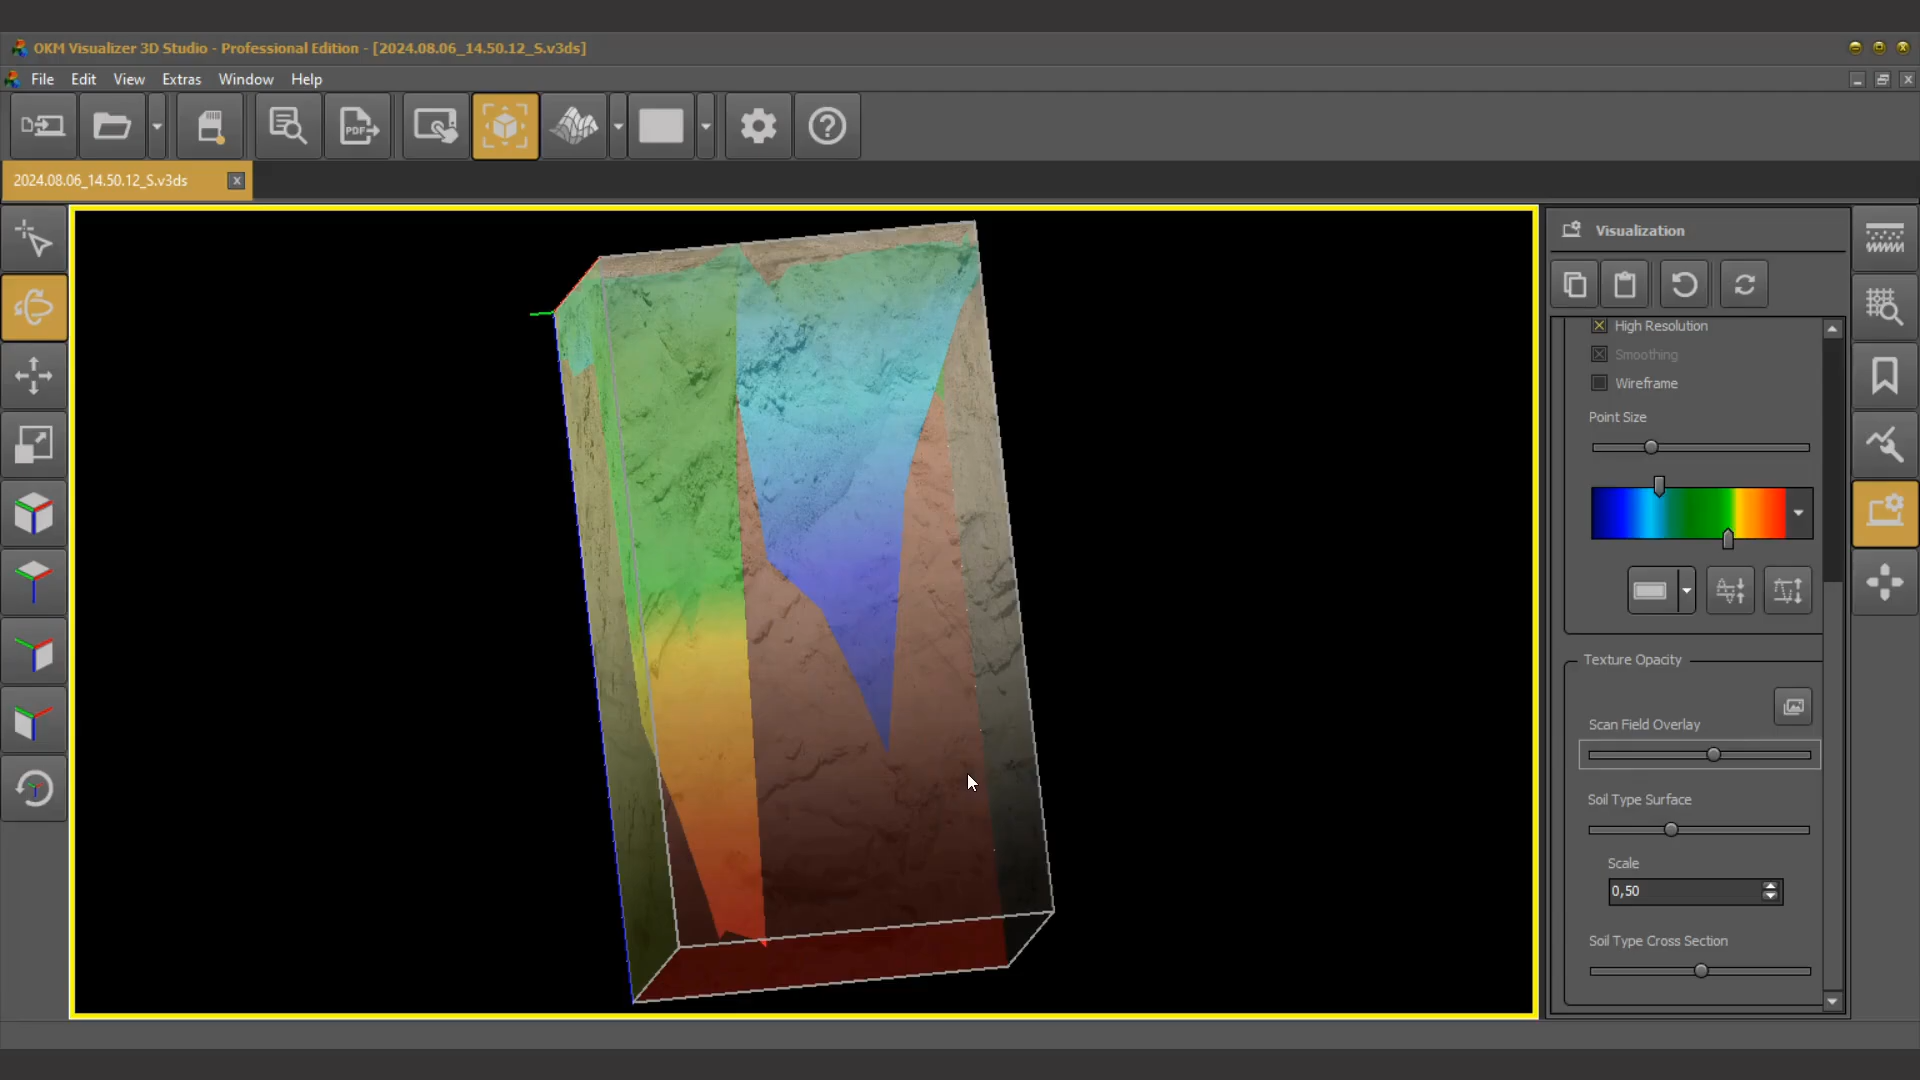 OKM Visualizer 3D Studio - Professional Edition - [2024.08.06_14.50.12_S.v3ds]
File Edit View Extras Window Help
PDF
2024.08.06_14.50.12_S.v3ds
Visualization
High Resolution
Smoothing
Wireframe
Point Size
Texture Opacity
Scan Field Overlay
Soil Type Surface
Scale
0,50
Soil Type Cross Section